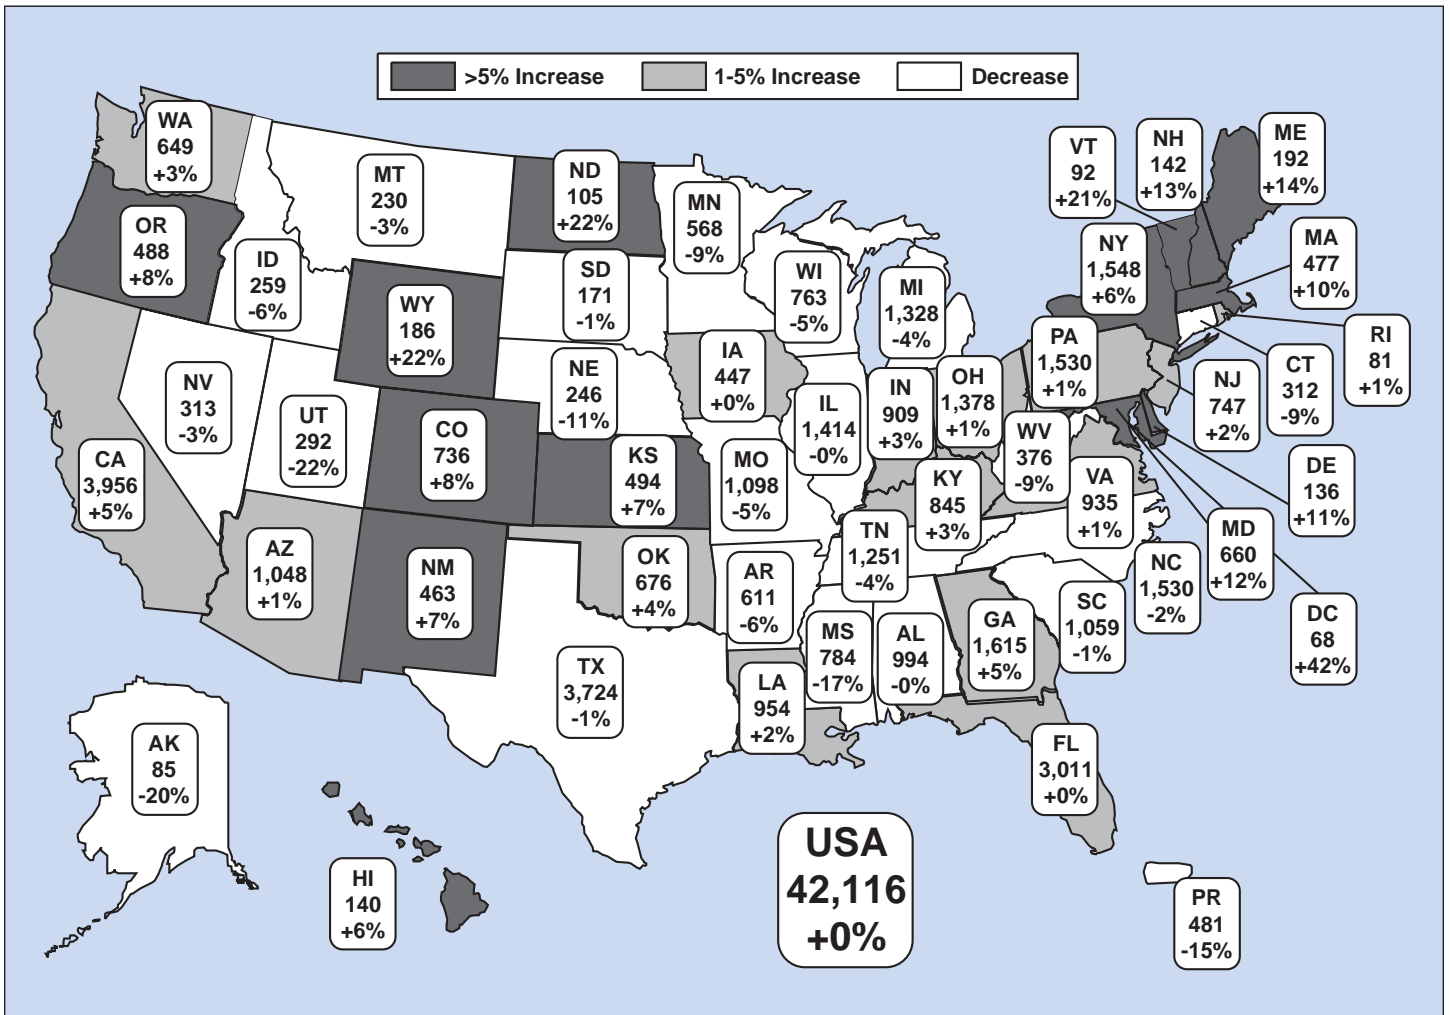 >5% Increase
1-5% Increase
Decrease
WA
649
+3%
OR
488
+8%
CA
3,956
+5%
ID
259
-6%
NV
313
-3%
MT
230
-3%
WY
186
+22%
UT
292
-22%
AZ
1,048
+1%
CO
736
+8%
NM
463
+7%
ND
105
+22%
SD
171
-1%
NE
246
-11%
KS
494
+7%
OK
676
+4%
TX
3,724
-1%
MN
568
-9%
IA
447
+0%
MO
1,098
-5%
AR
611
-6%
LA
954
+2%
WI
763
-5%
IL
1,414
-0%
MI
1,328
-4%
IN
909
+3%
OH
1,378
+1%
KY
845
+3%
TN
1,251
-4%
MS
784
-17%
AL
994
-0%
GA
1,615
+5%
FL
3,011
+0%
SC
1,059
-1%
NC
1,530
-2%
VA
935
+1%
WV
376
-9%
PA
1,530
+1%
NY
1,548
+6%
VT
92
+21%
NH
142
+13%
ME
192
+14%
MA
477
+10%
RI
81
+1%
CT
312
-9%
NJ
747
+2%
DE
136
+11%
MD
660
+12%
DC
68
+42%
AK
85
-20%
HI
140
+6%
USA
42,116
+0%
PR
481
-15%